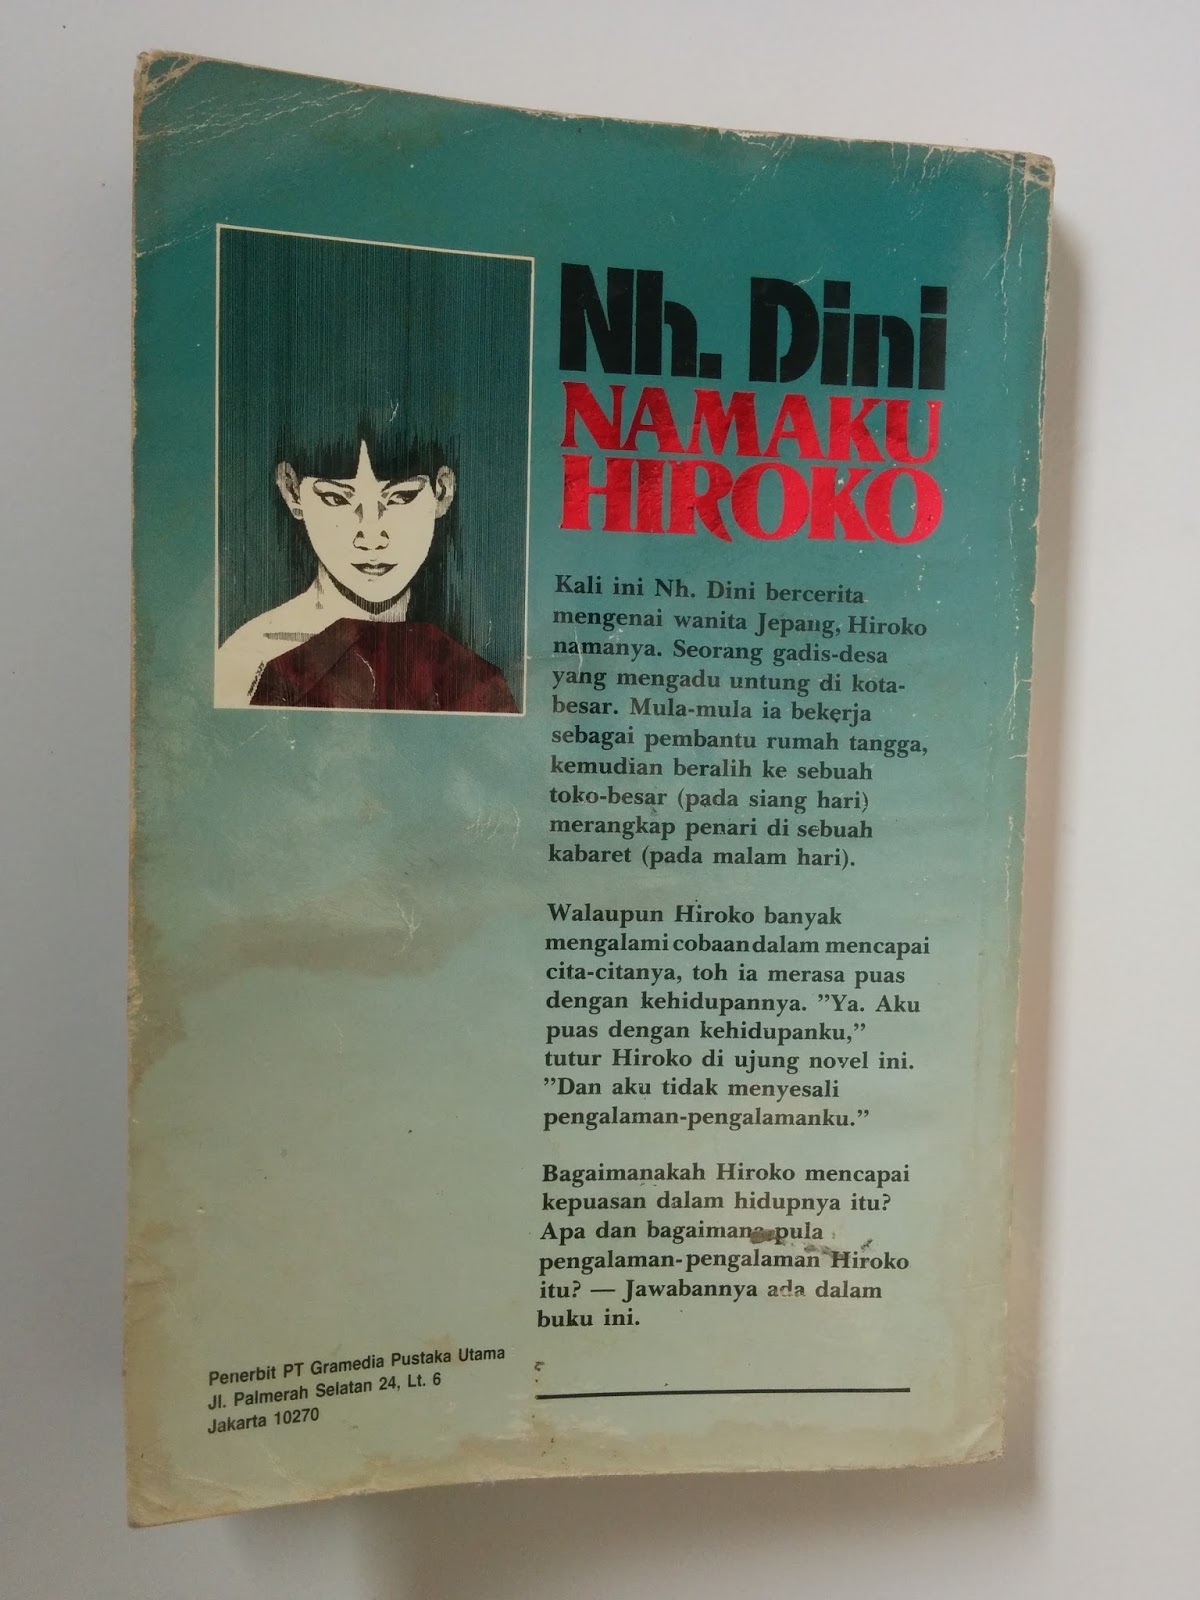 Nh. Dini
NAMAKU
HIROKO
Kali ini Nh. Dini bercerita
mengenai wanita Jepang, Hiroko
namanya. Seorang gadis-desa
yang mengadu untung di kota-
besar. Mula-mula ia bekerja
sebagai pembantu rumah tangga,
kemudian beralih ke sebuah
toko-besar (pada siang hari)
merangkap penari di sebuah
kabaret (pada malam hari).
Walaupun Hiroko banyak
mengalami cobaan dalam mencapai
cita-citanya, toh ia merasa puas
dengan kehidupannya. ”Ya. Aku
puas dengan kehidupanku,”
tutur Hiroko di ujung novel ini.
”Dan aku tidak menyesali
pengalaman-pengalamanku.”
Bagaimanakah Hiroko mencapai
kepuasan dalam hidupnya itu?
Apa dan bagaimana pula
pengalaman-pengalaman Hiroko
itu? — Jawabannya ada dalam
buku ini.
Penerbit PT Gramedia Pustaka Utama
Jl. Palmerah Selatan 24, Lt. 6
Jakarta 10270